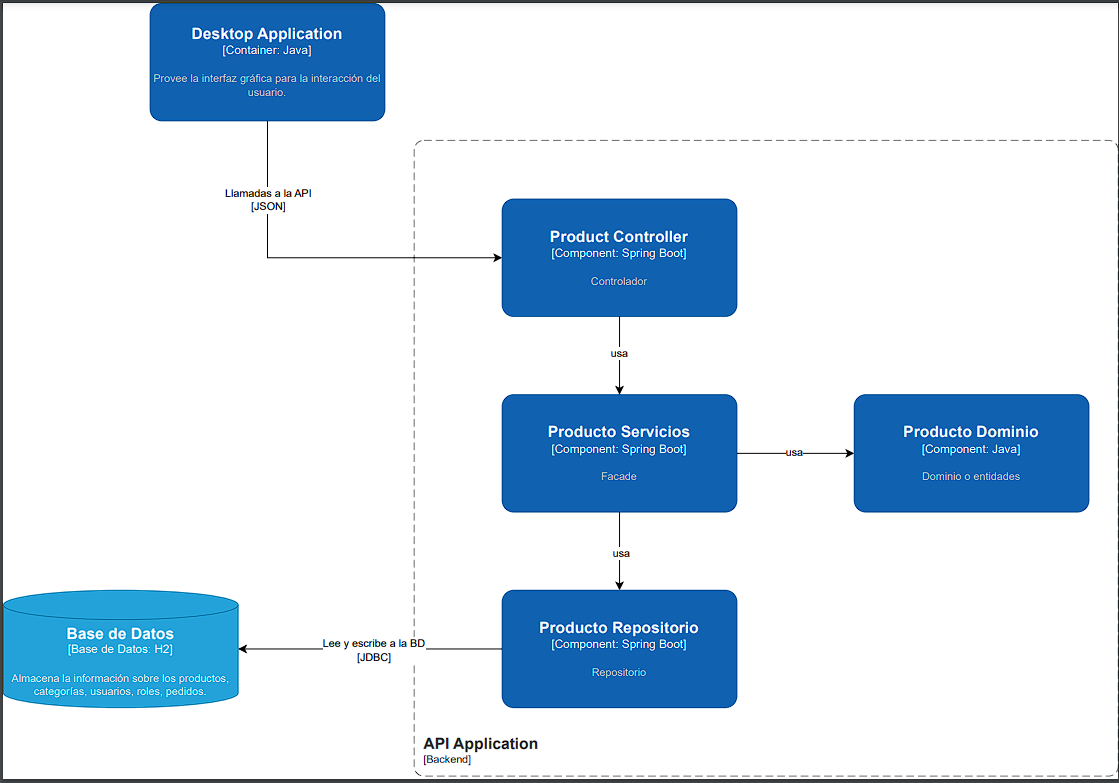 Desktop Application
[Container: Java]
Provee la interfaz gráfica para la interacción del
usuario.
Llamadas a la API
[JSON]
Product Controller
[Component: Spring Boot]
Controlador
usa
Producto Servicios
[Component: Spring Boot]
Facade
usa
Producto Dominio
[Component: Java]
Dominio o entidades
usa
Producto Repositorio
[Component: Spring Boot]
Repositorio
Lee y escribe a la BD
[JDBC]
Base de Datos
[Base de Datos: H2]
Almacena la información sobre los productos,
categorías, usuarios, roles, pedidos.
API Application
[Backend]